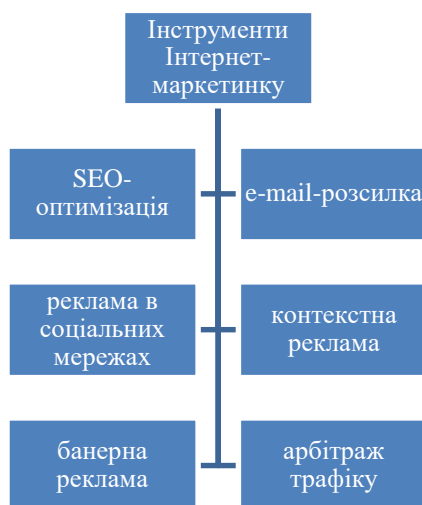 Інструменти
Інтернет-
маркетинку
SEO-
оптимізація
e-mail-розсилка
реклама в
соціальних
мережах
контекстна
реклама
банерна
реклама
арбітраж
трафіку